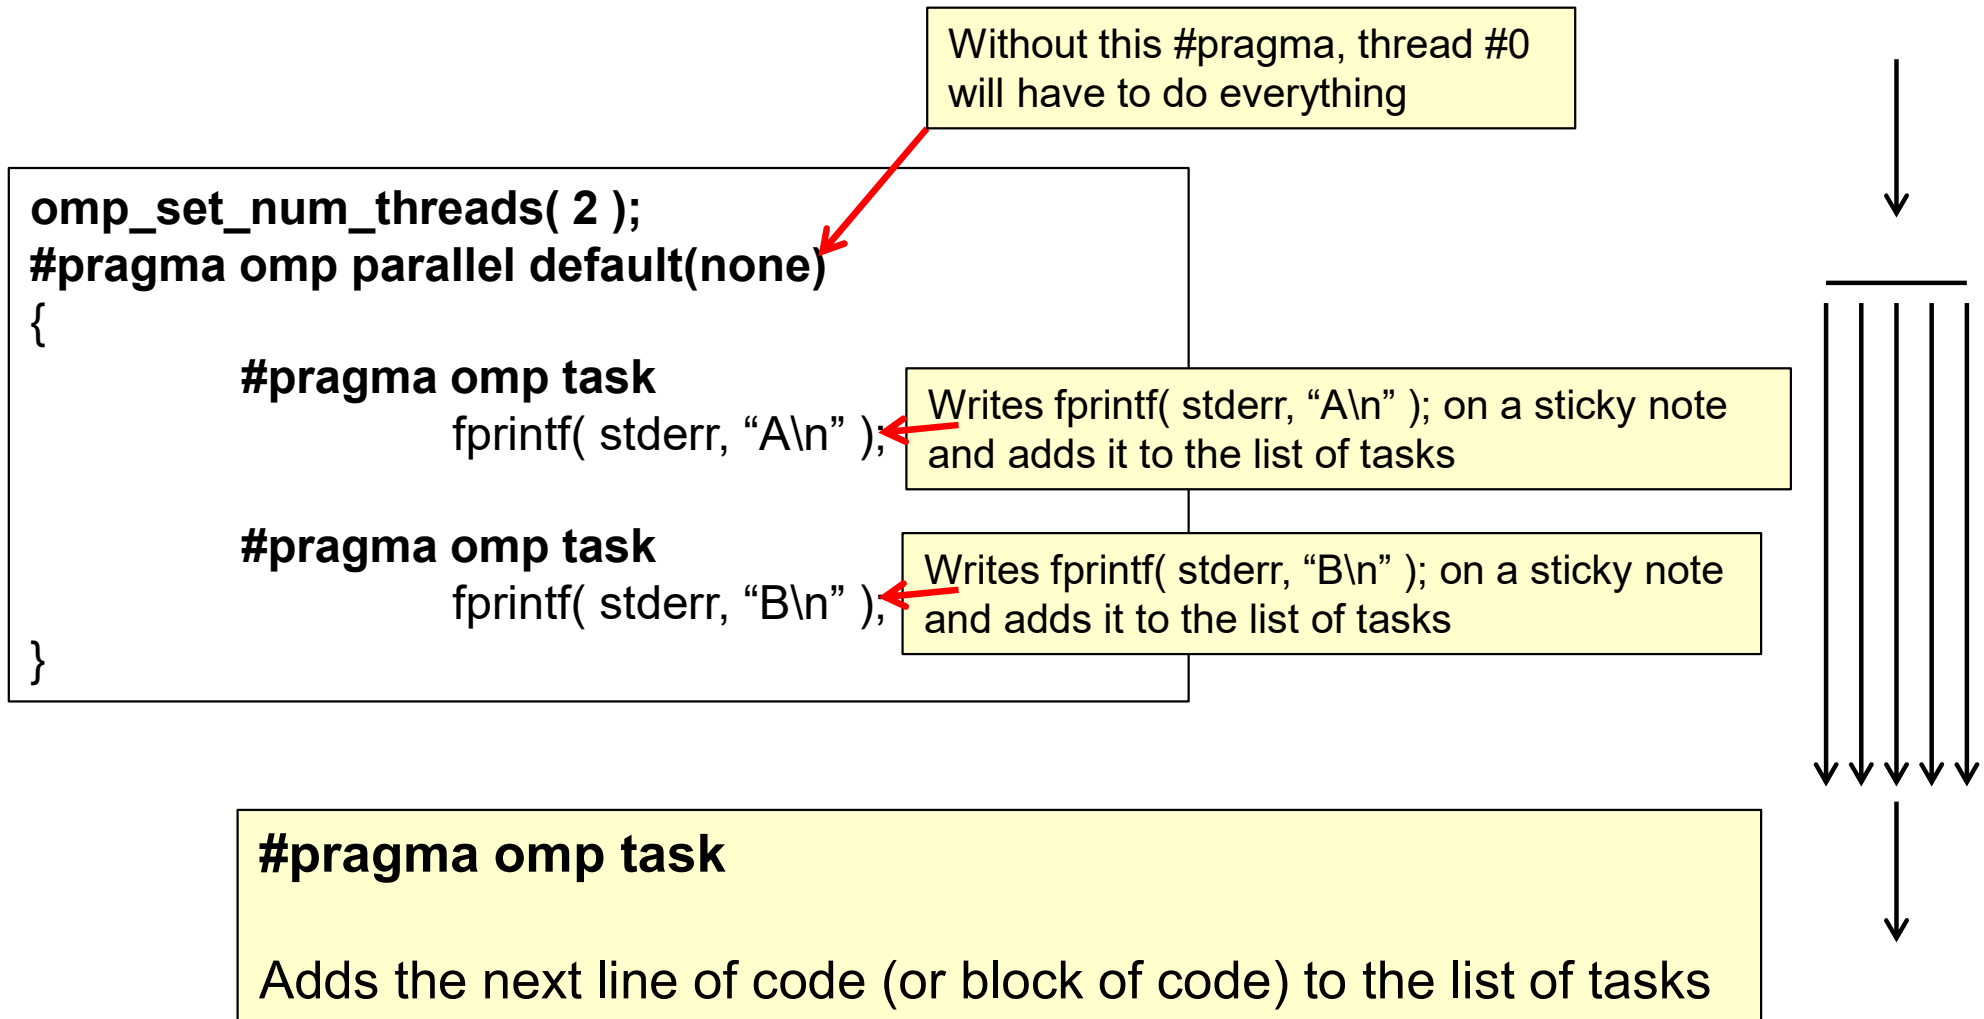 Without this #pragma, thread #0
will have to do everything
omp_set_num_threads( 2 );
#pragma omp parallel default(none)
{
#pragma omp task
fprintf( stderr, “A\n” );
Writes fprintf( stderr, “A\n” ); on a sticky note
and adds it to the list of tasks
#pragma omp task
fprintf( stderr, “B\n” );
Writes fprintf( stderr, “B\n” ); on a sticky note
and adds it to the list of tasks
}
#pragma omp task
Adds the next line of code (or block of code) to the list of tasks